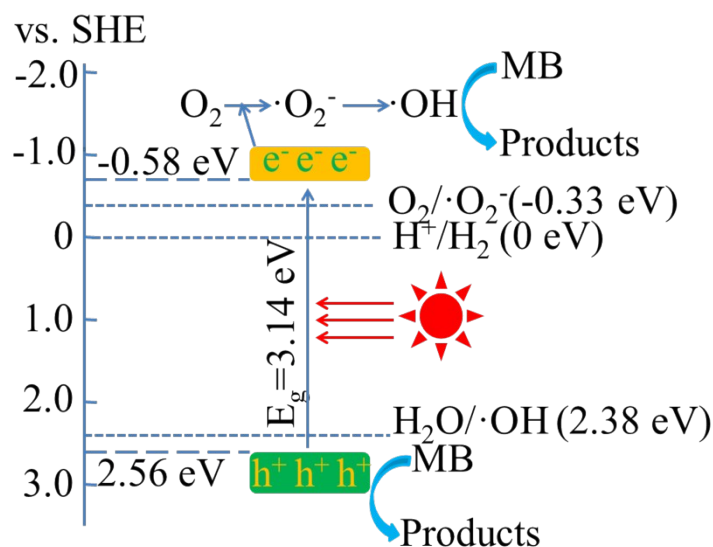 vs. SHE
-2.0
MB
O₂ ·O₂⁻ ·OH
Products
-1.0
-0.58 eV
e⁻ e⁻ e⁻
O₂/·O₂⁻(-0.33 eV)
0
H⁺/H₂ (0 eV)
E_g=3.14 eV
1.0
2.0
H₂O/·OH (2.38 eV)
MB
2.56 eV
h⁺ h⁺ h⁺
3.0
Products